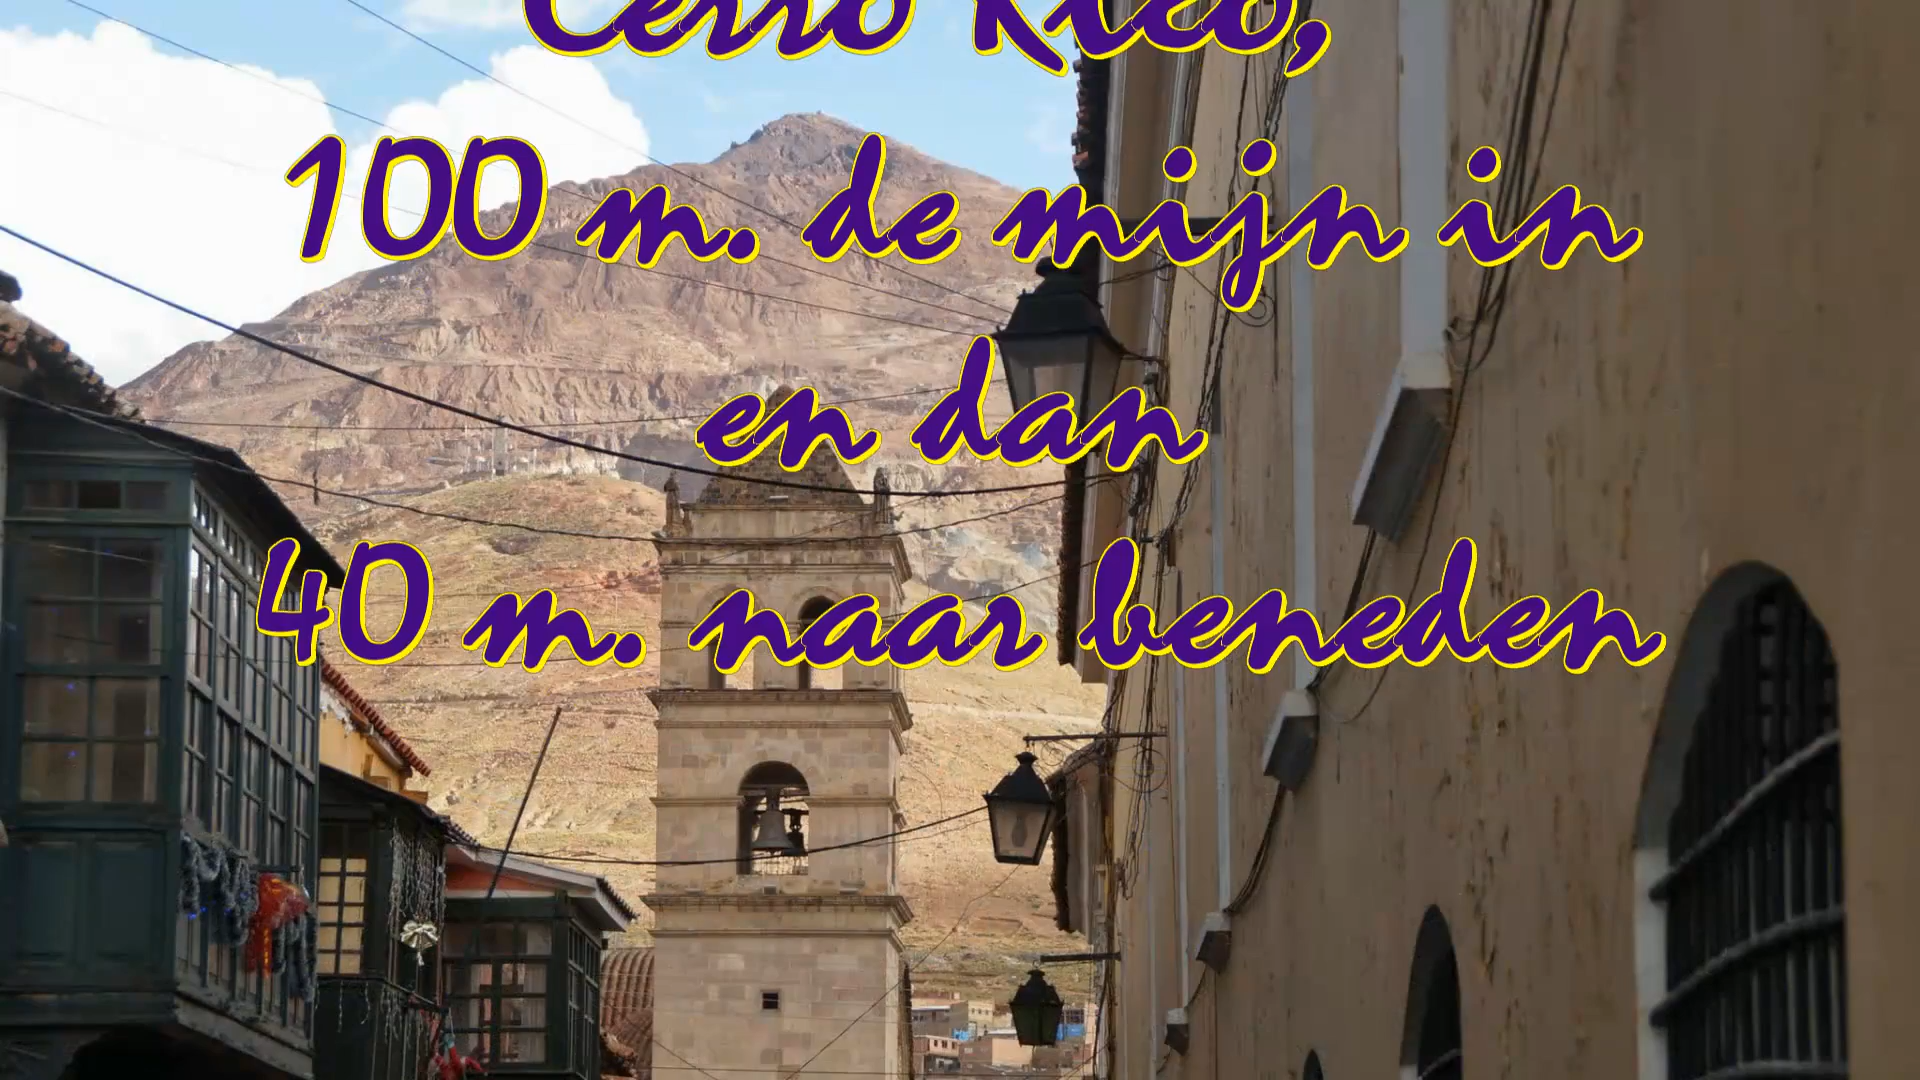 Cerro Rico,
100 m. de mijn in
en dan
40 m. naar beneden